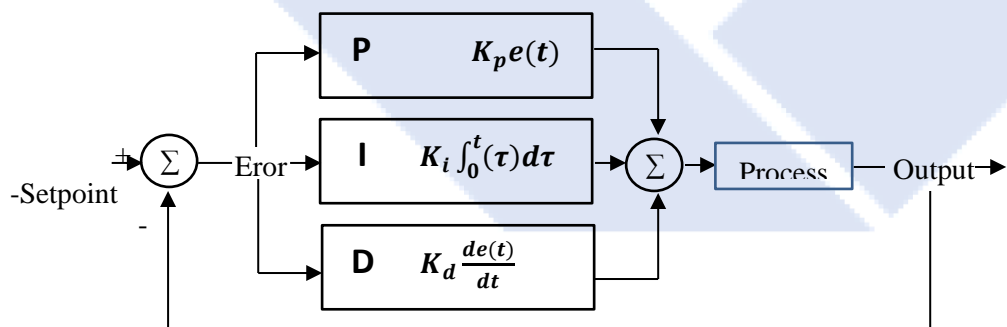 P K_p e(t)
+
Σ
Eror
I K_i ∫_0^t (τ)dτ
Σ
Process
Output
-Setpoint
-
D K_d de(t)/dt